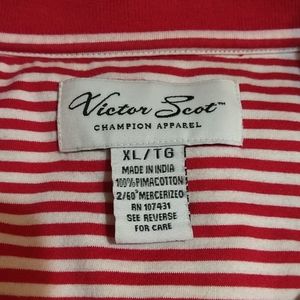 Victor Scot™
CHAMPION APPAREL
XL/TG
MADE IN INDIA
100%PIMACOTTON
2/60'MERCERIZED
RN 107431
SEE REVERSE
FOR CARE